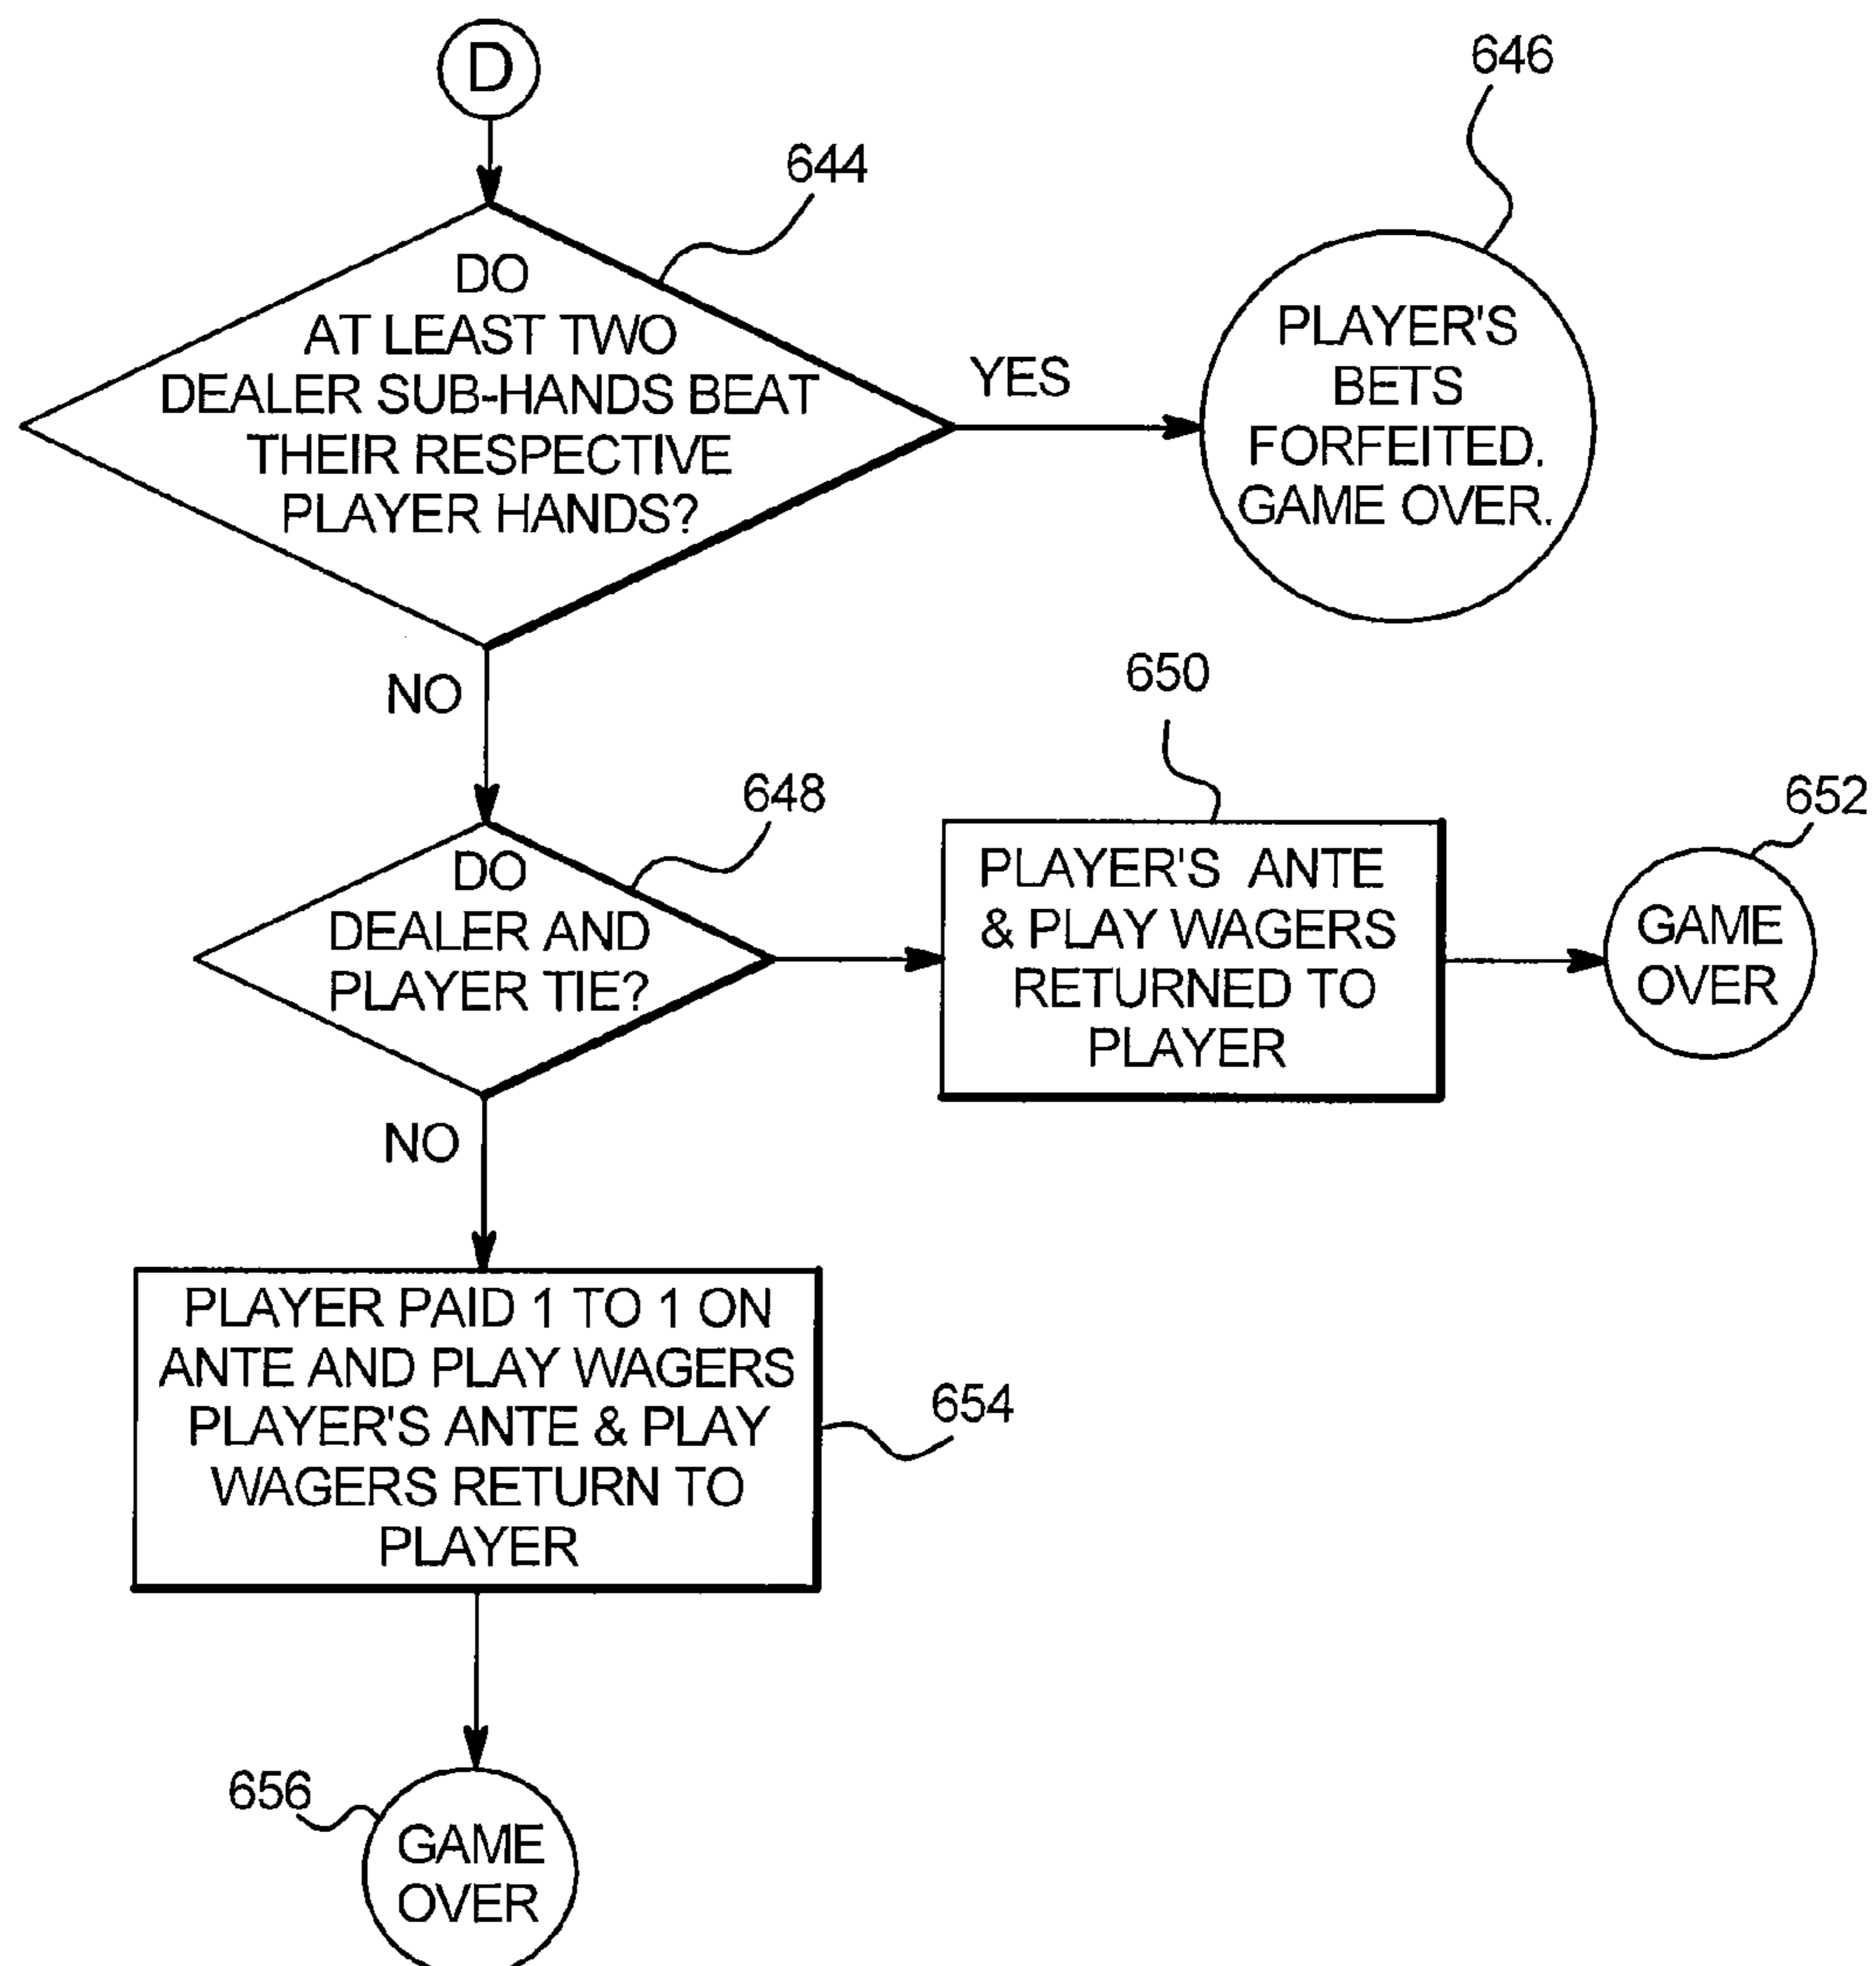 D
644
646
DO
AT LEAST TWO
DEALER SUB-HANDS BEAT
THEIR RESPECTIVE
PLAYER HANDS?
YES
PLAYER'S
BETS
FORFEITED.
GAME OVER.
NO
648
650
652
DO
DEALER AND
PLAYER TIE?
PLAYER'S ANTE
& PLAY WAGERS
RETURNED TO
PLAYER
GAME
OVER
NO
PLAYER PAID 1 TO 1 ON
ANTE AND PLAY WAGERS
PLAYER'S ANTE & PLAY
WAGERS RETURN TO
PLAYER
654
656
GAME
OVER